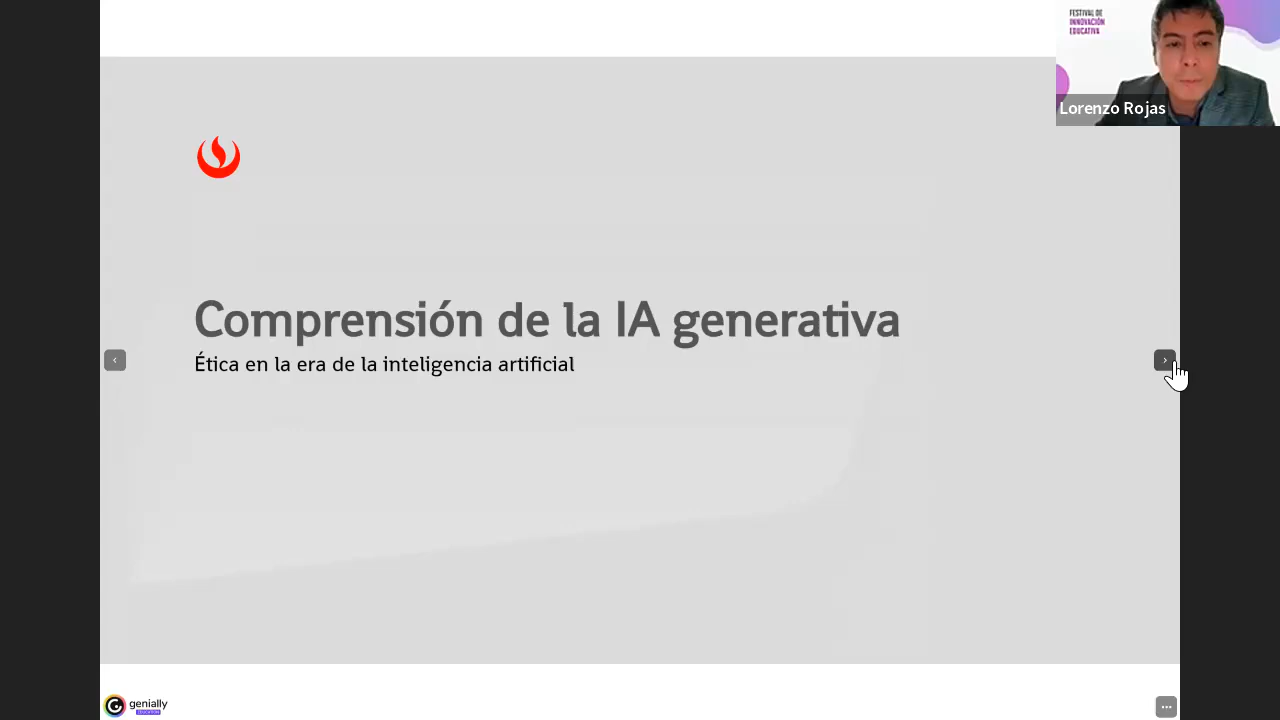 FESTIVAL DE
INNOVACIÓN
EDUCATIVA
Lorenzo Rojas
Comprensión de la IA generativa
Ética en la era de la inteligencia artificial
genially
EDUCATION